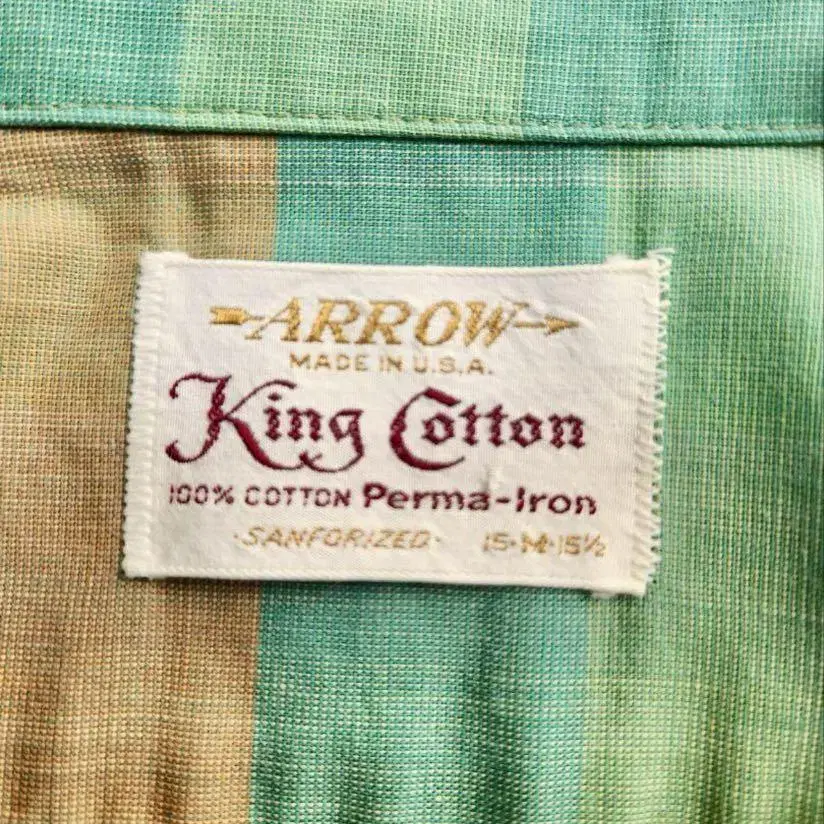 ARROW
MADE IN U.S.A.
King Cotton
100% COTTON Perma-Iron
·SANFORIZED· 15·M·15½